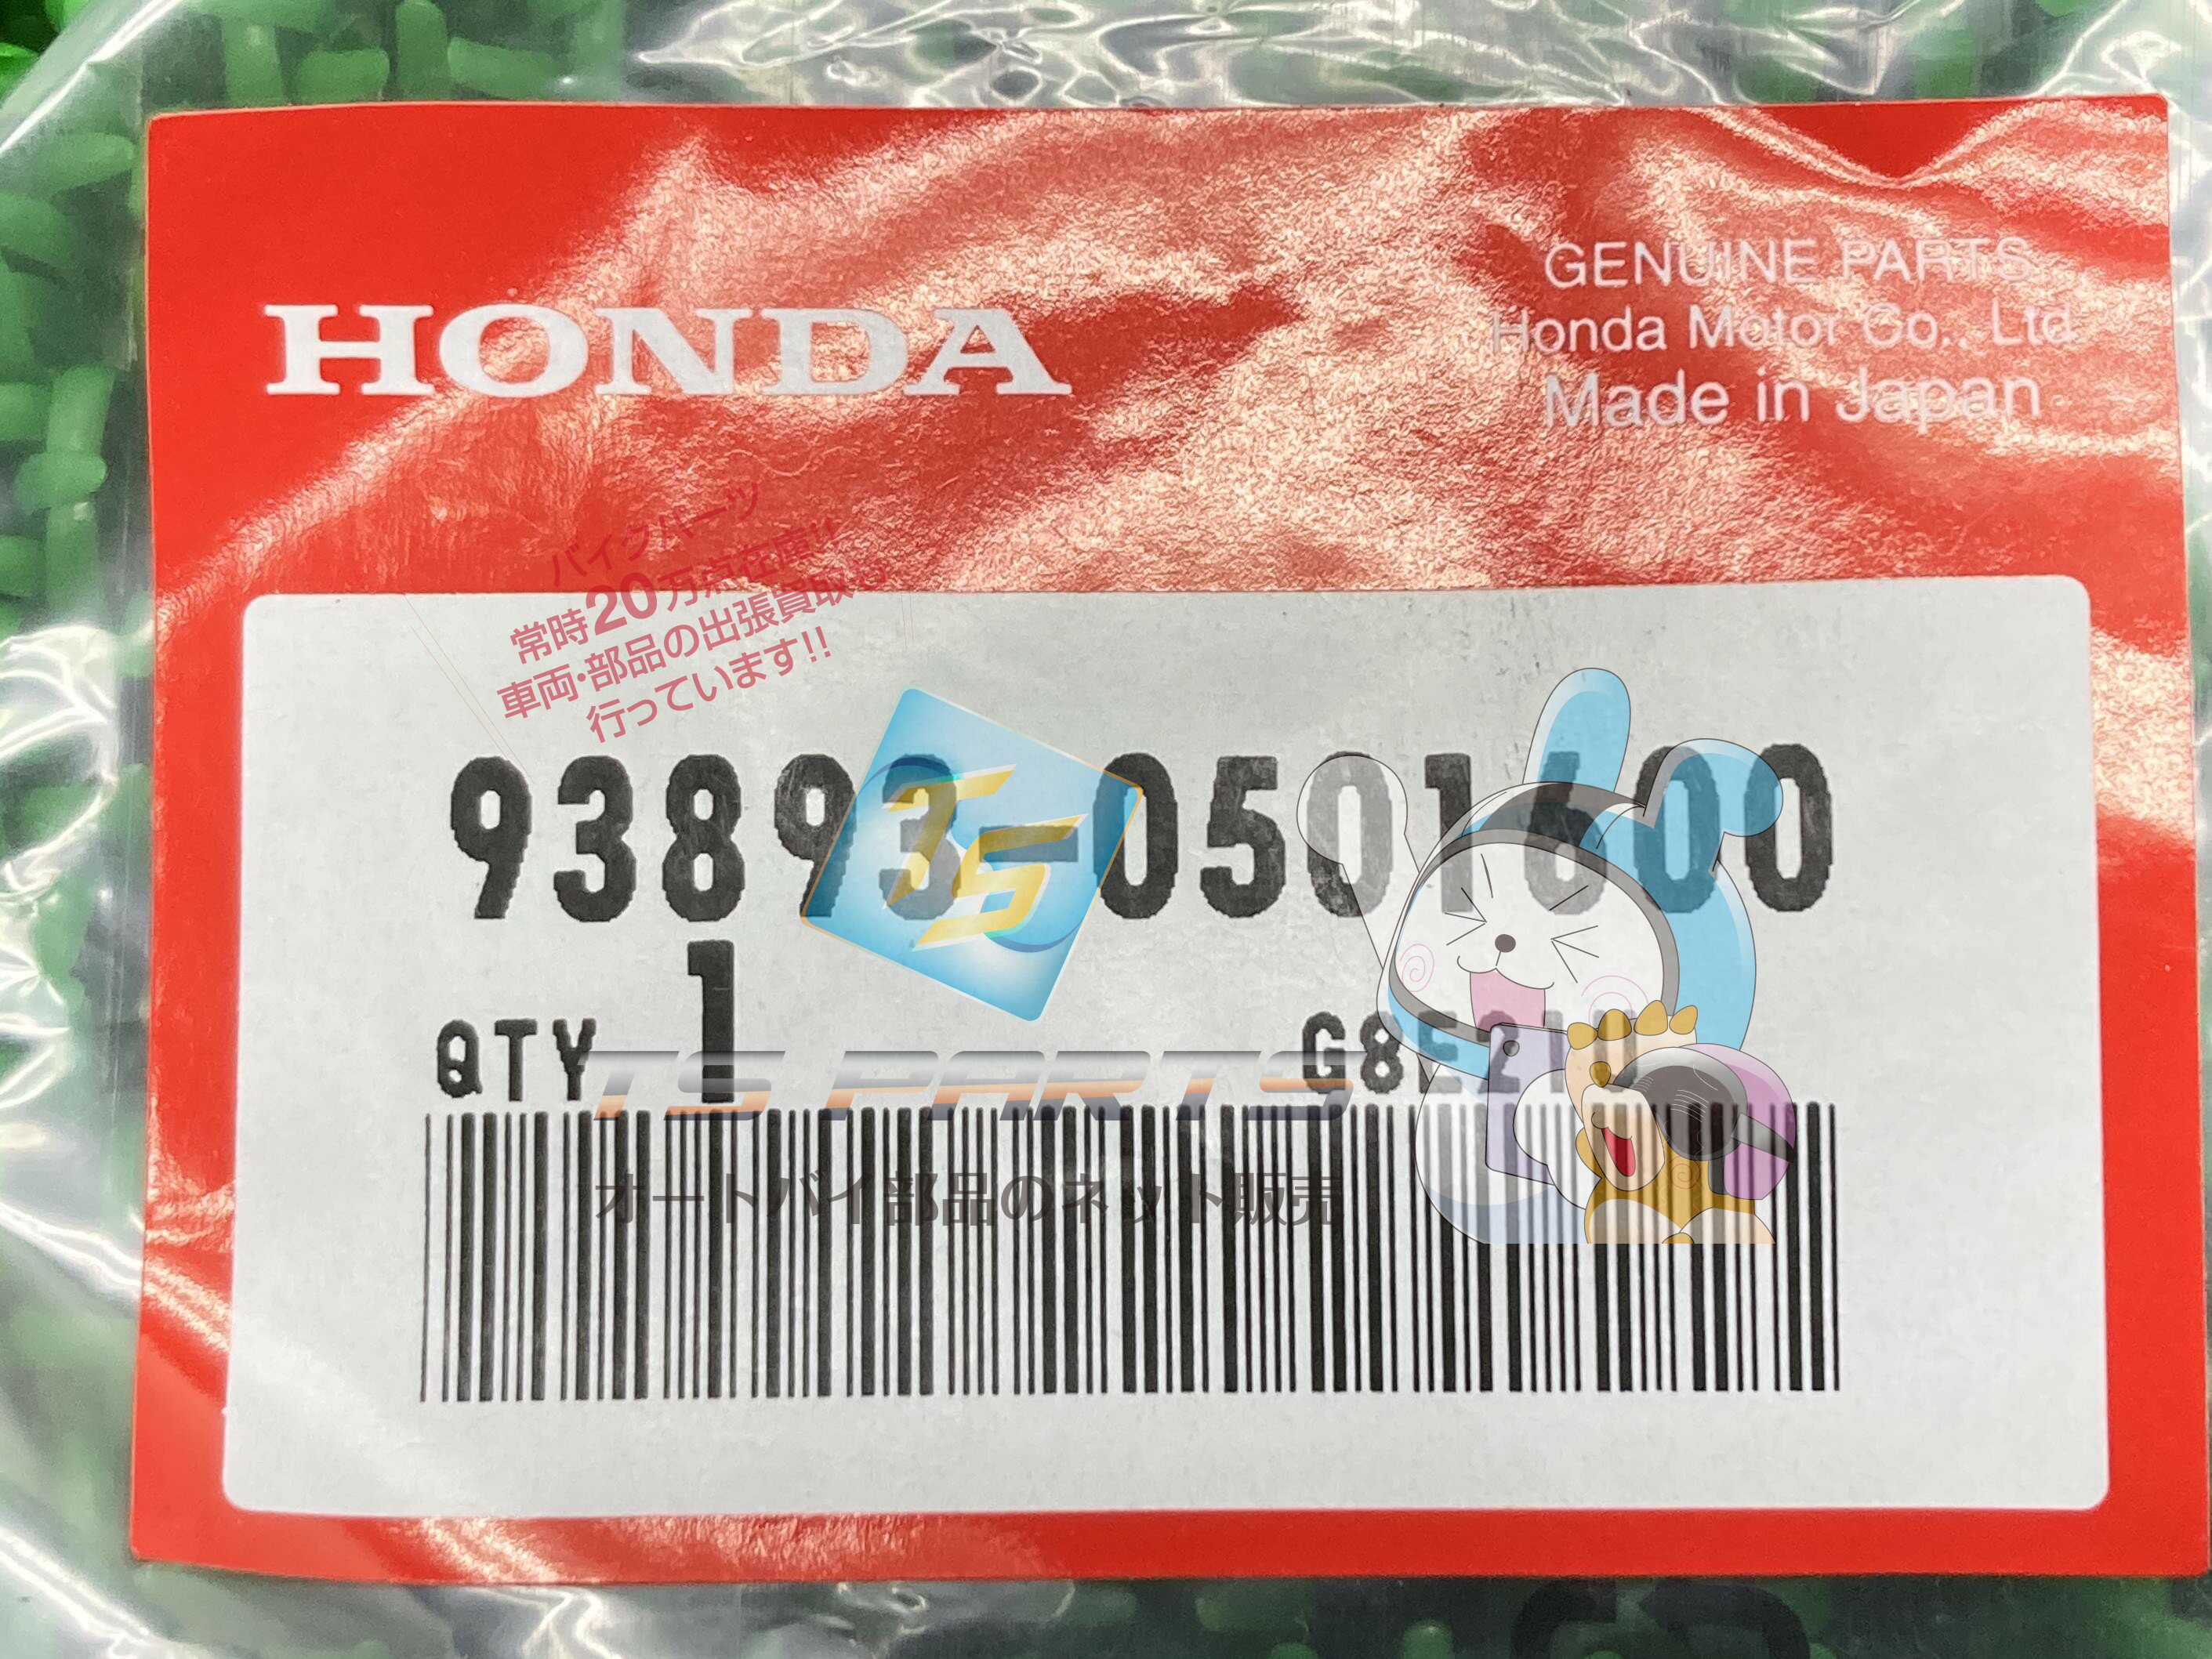 HONDA
GENUINE PARTS
Honda Motor Co., Ltd
Made in Japan
バイクパーツ
常時20万点在庫!!
車両・部品の出張買取も
行っています!!
93893-0501600
TS
QTY 1
TS PARTS
オートバイ部品のネット販売